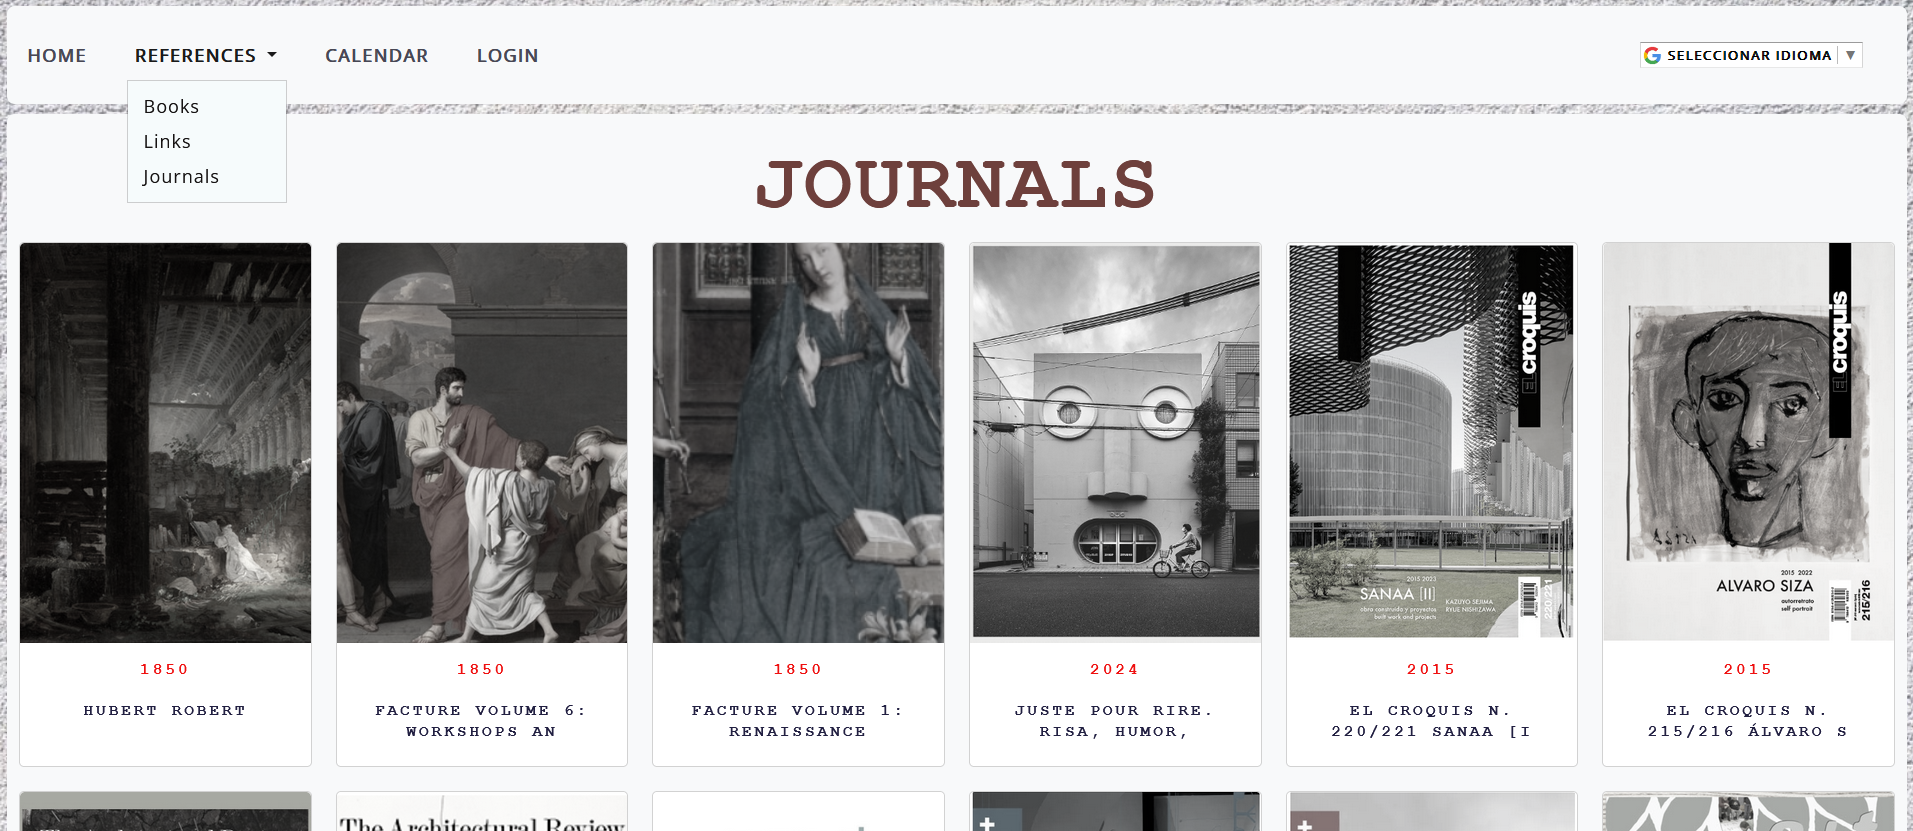 HOME
REFERENCES
CALENDAR
LOGIN
SELECCIONAR IDIOMA
Books
Links
Journals
JOURNALS
EL croquis
2015 2023
SANAA [II]
KAZUYO SEJIMA
RYUE NISHIZAWA
obra construida y proyectos
built work and projects
220/221
EL croquis
2015 2022
ALVARO SIZA
autorretrato
self portrait
215/216
1850
HUBERT ROBERT
1850
FACTURE VOLUME 6:
WORKSHOPS AN
1850
FACTURE VOLUME 1:
RENAISSANCE
2024
JUSTE POUR RIRE.
RISA, HUMOR,
2015
EL CROQUIS N.
220/221 SANAA [I
2015
EL CROQUIS N.
215/216 ÁLVARO S
The Architectural Review
+
+